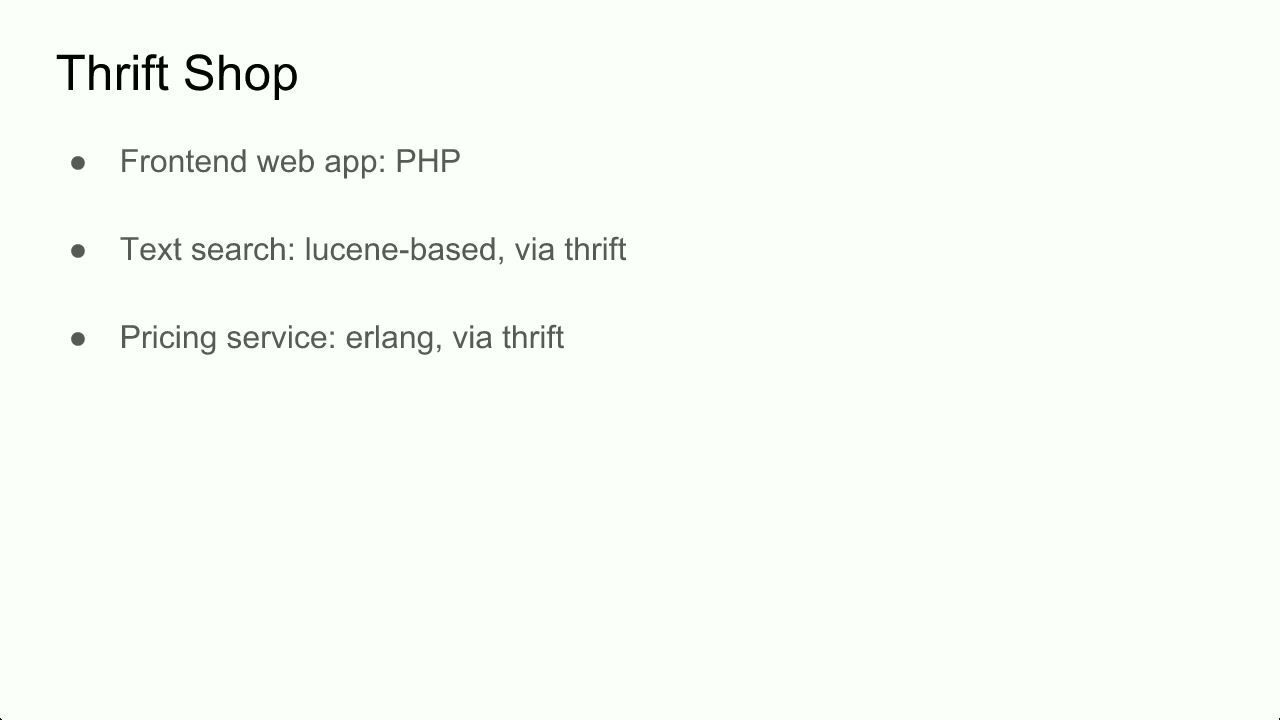 Thrift Shop
● Frontend web app: PHP
● Text search: lucene-based, via thrift
● Pricing service: erlang, via thrift